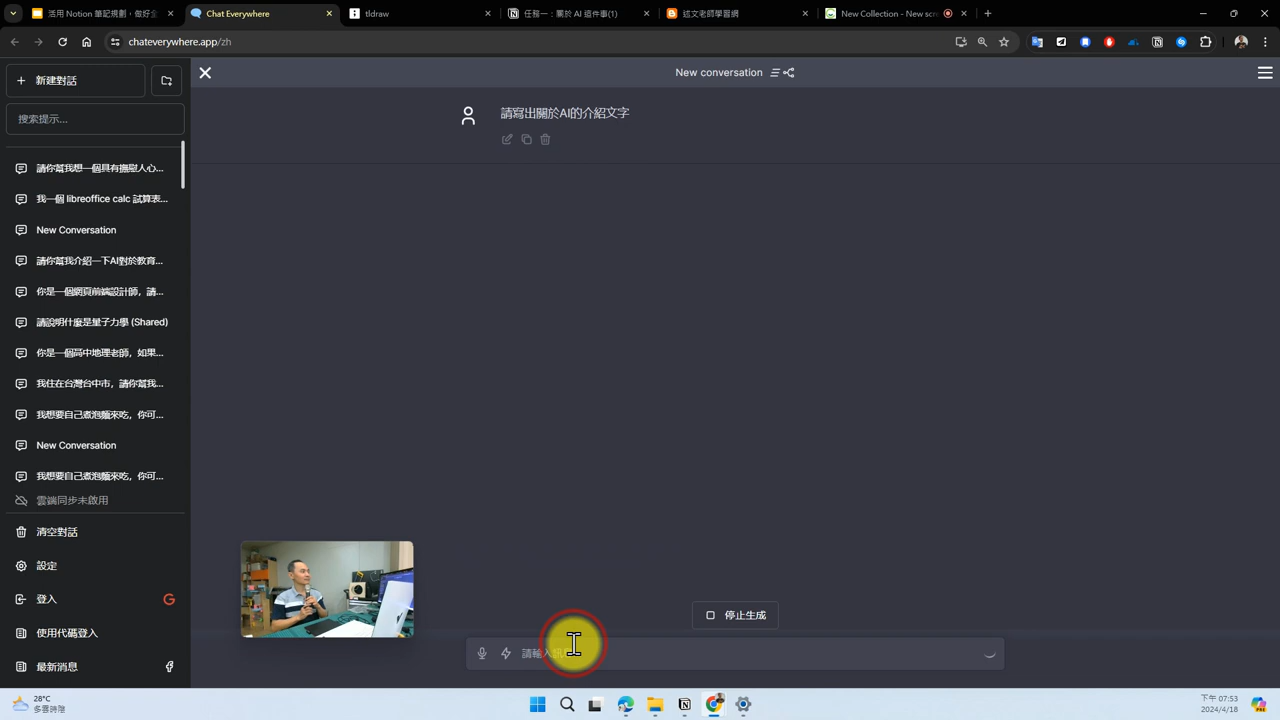 活用 Notion 筆記規劃，做好金
Chat Everywhere
tldraw
任務一：關於 AI 這件事(1)
述文老師學習網
New Collection - New scr
chateverywhere.app/zh
新建對話
New conversation
搜索提示...
請寫出關於AI的介紹文字
請你幫我想一個具有撫慰人心...
我一個 libreoffice calc 試算表...
New Conversation
請你幫我介紹一下AI對於教育...
你是一個網頁前端設計師，請...
請說明什麼是量子力學 (Shared)
你是一個高中地理老師，如果...
我住在台灣台中市，請你幫我...
我想要自己煮泡麵來吃，你可...
New Conversation
我想要自己煮泡麵來吃，你可...
雲端同步未啟用
清空對話
設定
登入
使用代碼登入
最新消息
停止生成
請輸入訊
28°C
多雲時陰
下午 07:53
2024/4/18